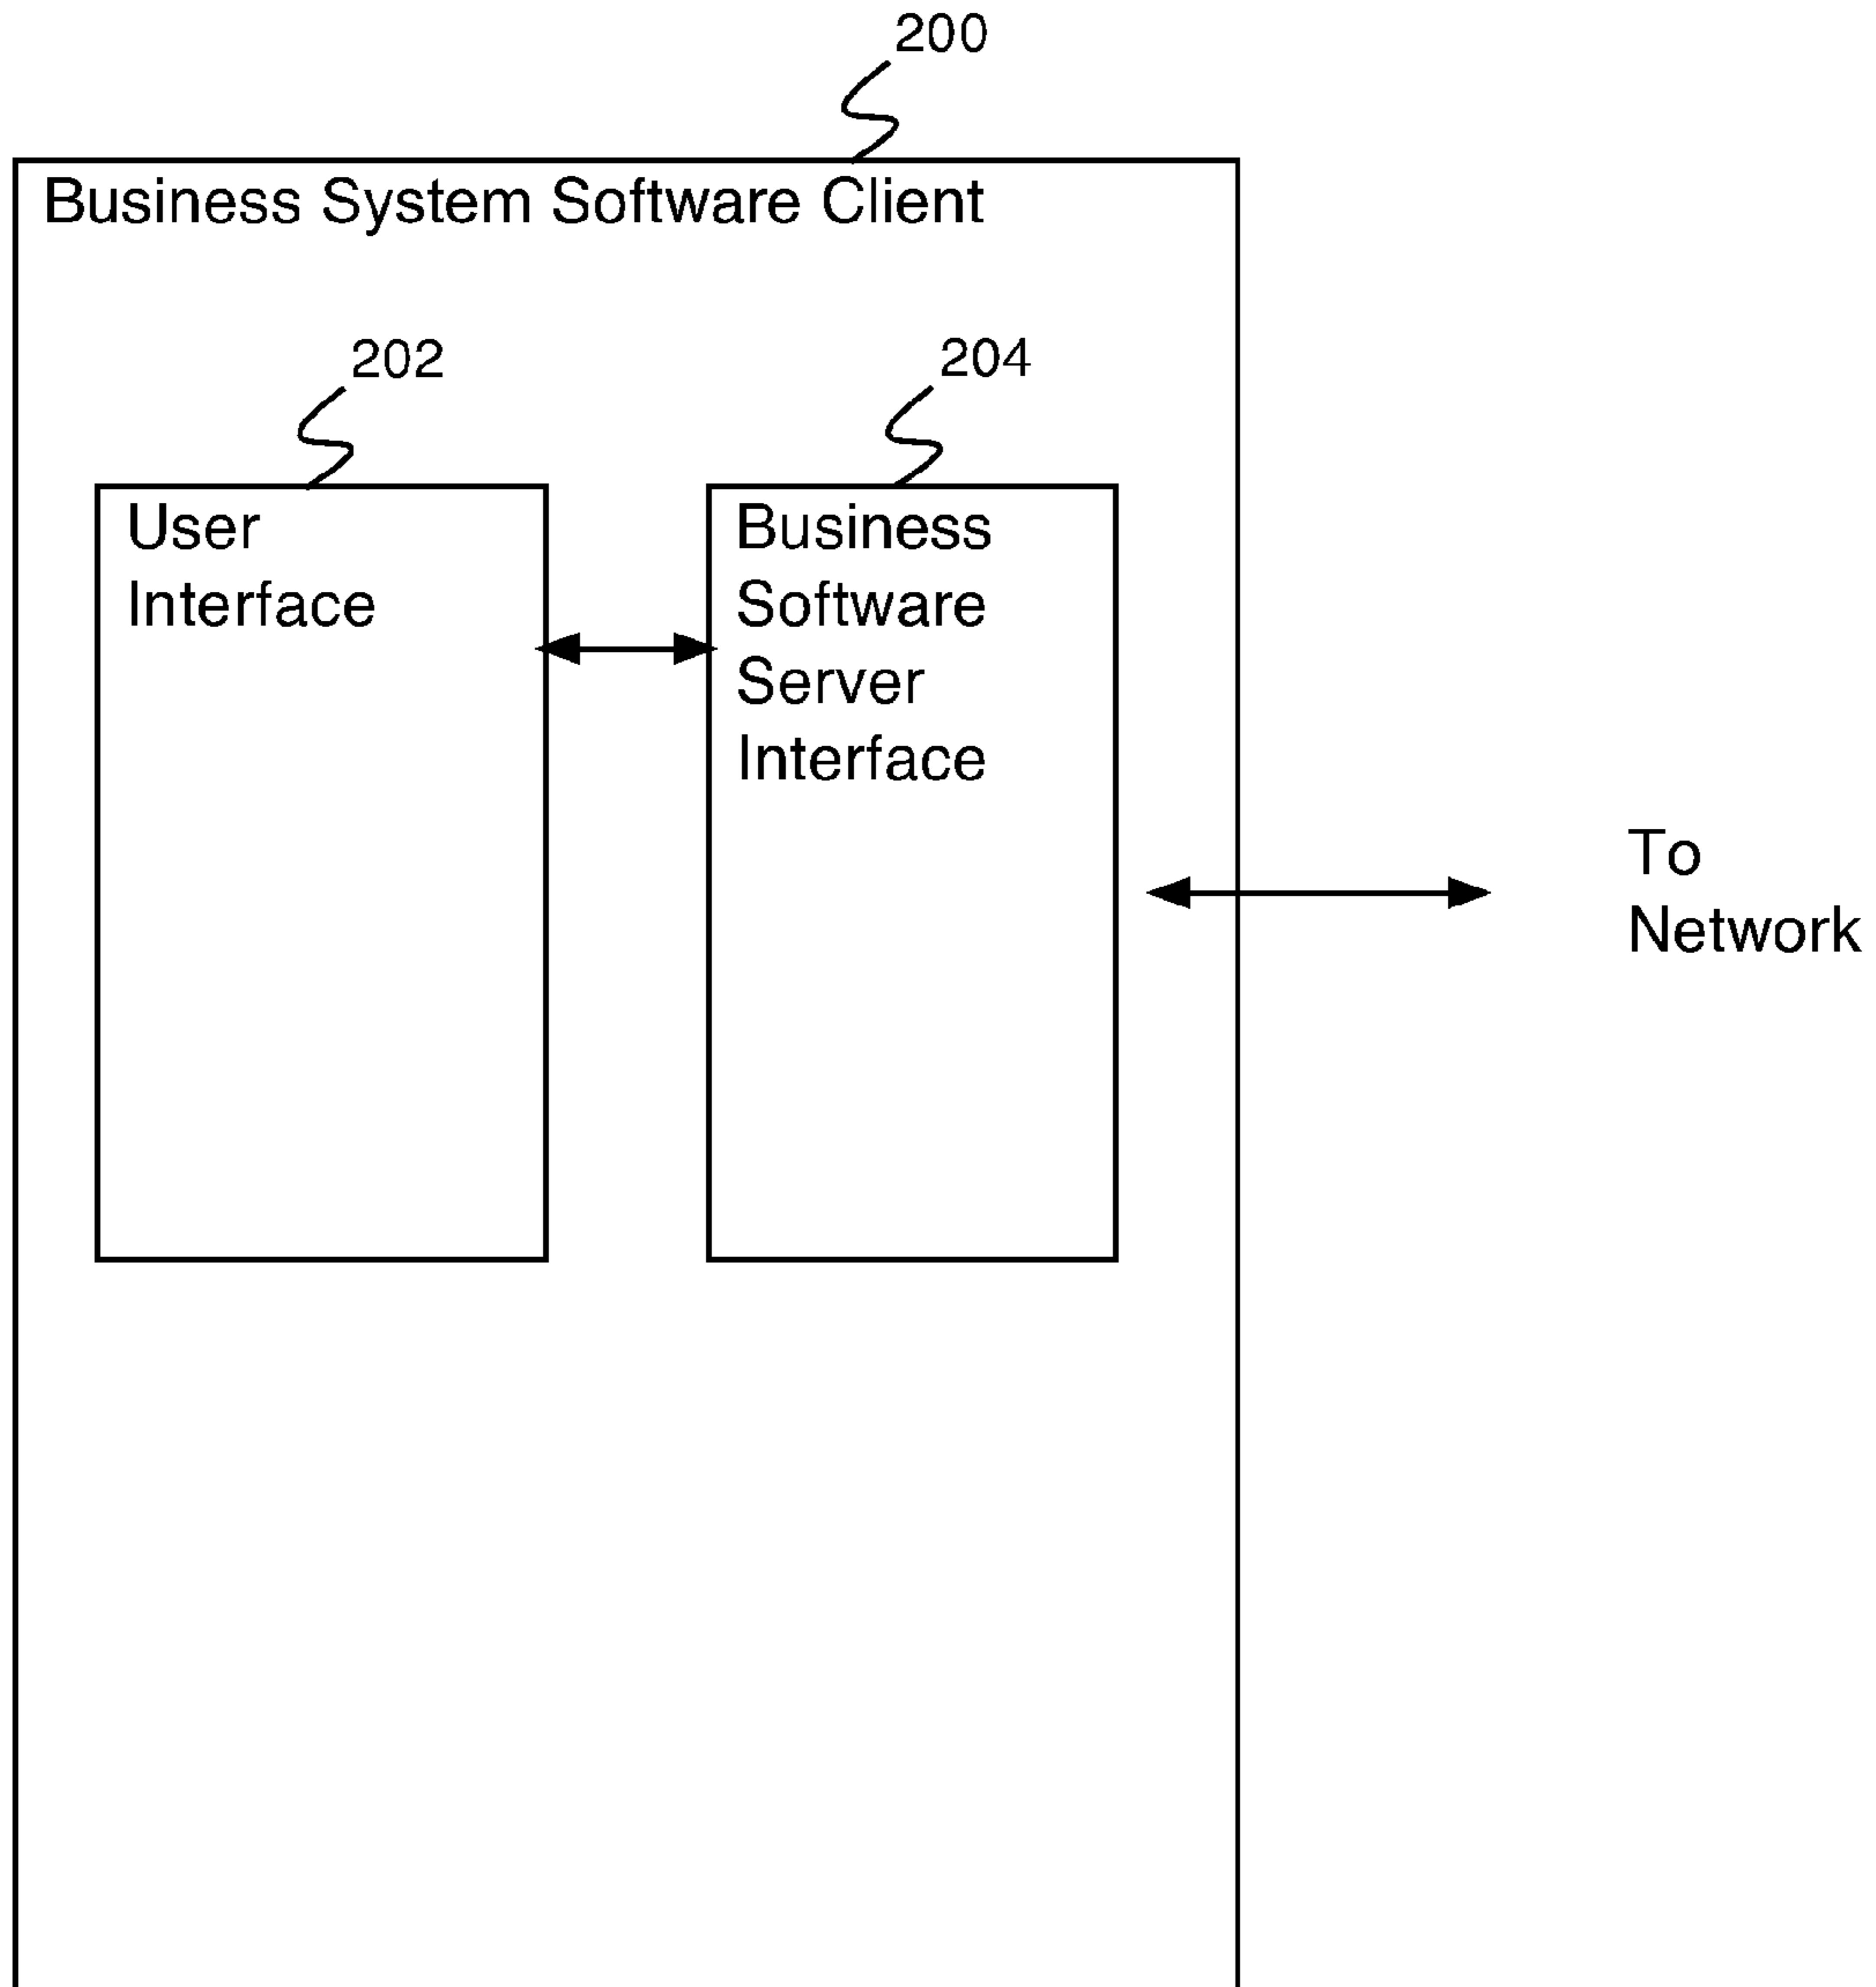 200
Business System Software Client
202
204
User
Interface
Business
Software
Server
Interface
To
Network